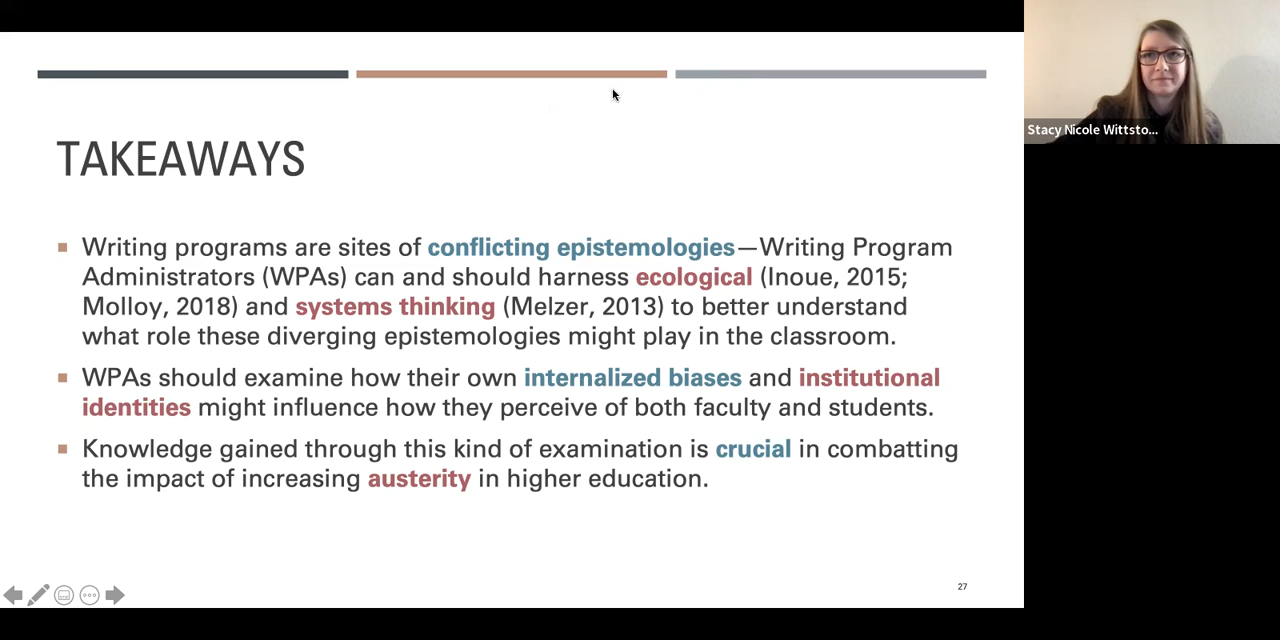 TAKEAWAYS
Writing programs are sites of conflicting epistemologies—Writing Program
Administrators (WPAs) can and should harness ecological (Inoue, 2015;
Molloy, 2018) and systems thinking (Melzer, 2013) to better understand
what role these diverging epistemologies might play in the classroom.
WPAs should examine how their own internalized biases and institutional
identities might influence how they perceive of both faculty and students.
Knowledge gained through this kind of examination is crucial in combatting
the impact of increasing austerity in higher education.
27
Stacy Nicole Wittsto...